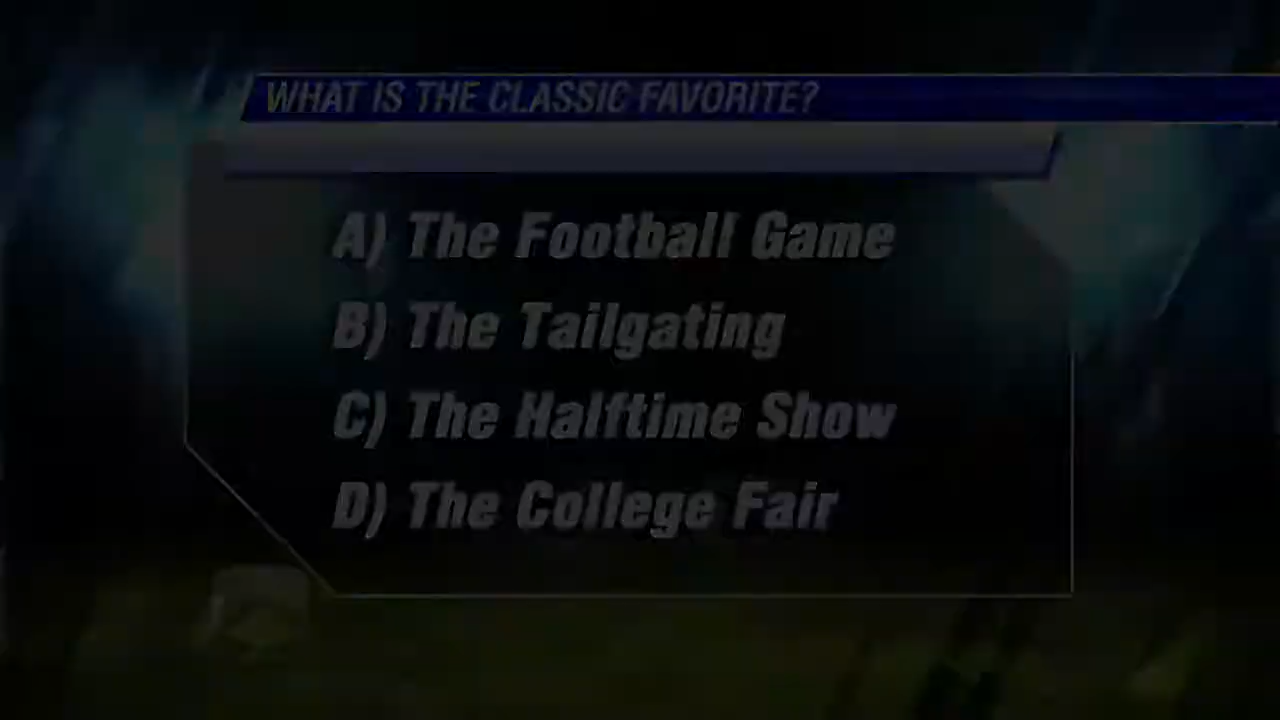 WHAT IS THE CLASSIC FAVORITE?
A) The Football Game
B) The Tailgating
C) The Halftime Show
D) The College Fair